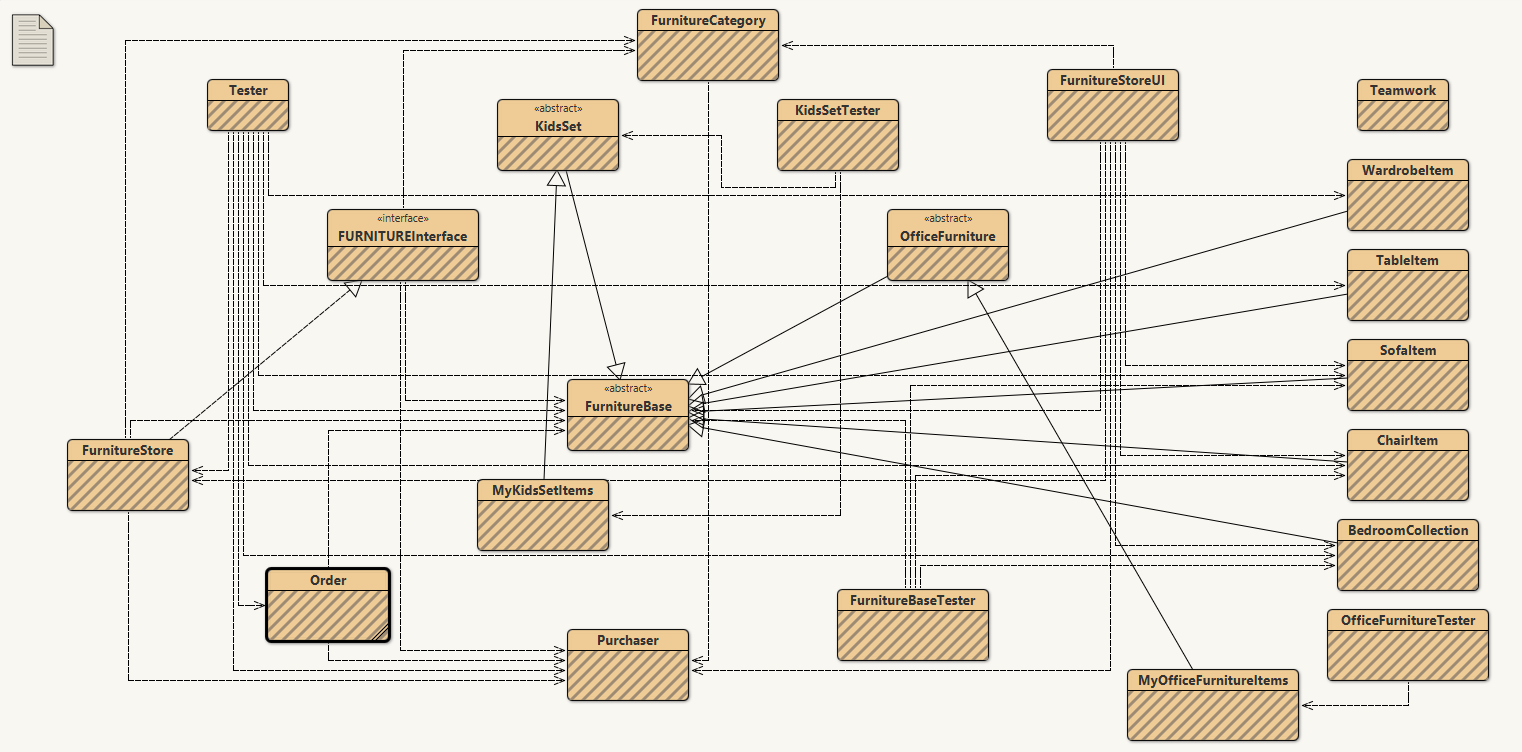 FurnitureCategory
Tester
FurnitureStoreUI
Teamwork
«abstract»
KidsSet
KidsSetTester
WardrobeItem
«interface»
FURNITUREInterface
«abstract»
OfficeFurniture
TableItem
SofaItem
«abstract»
FurnitureBase
FurnitureStore
ChairItem
MyKidsSetItems
BedroomCollection
Order
FurnitureBaseTester
OfficeFurnitureTester
Purchaser
MyOfficeFurnitureItems